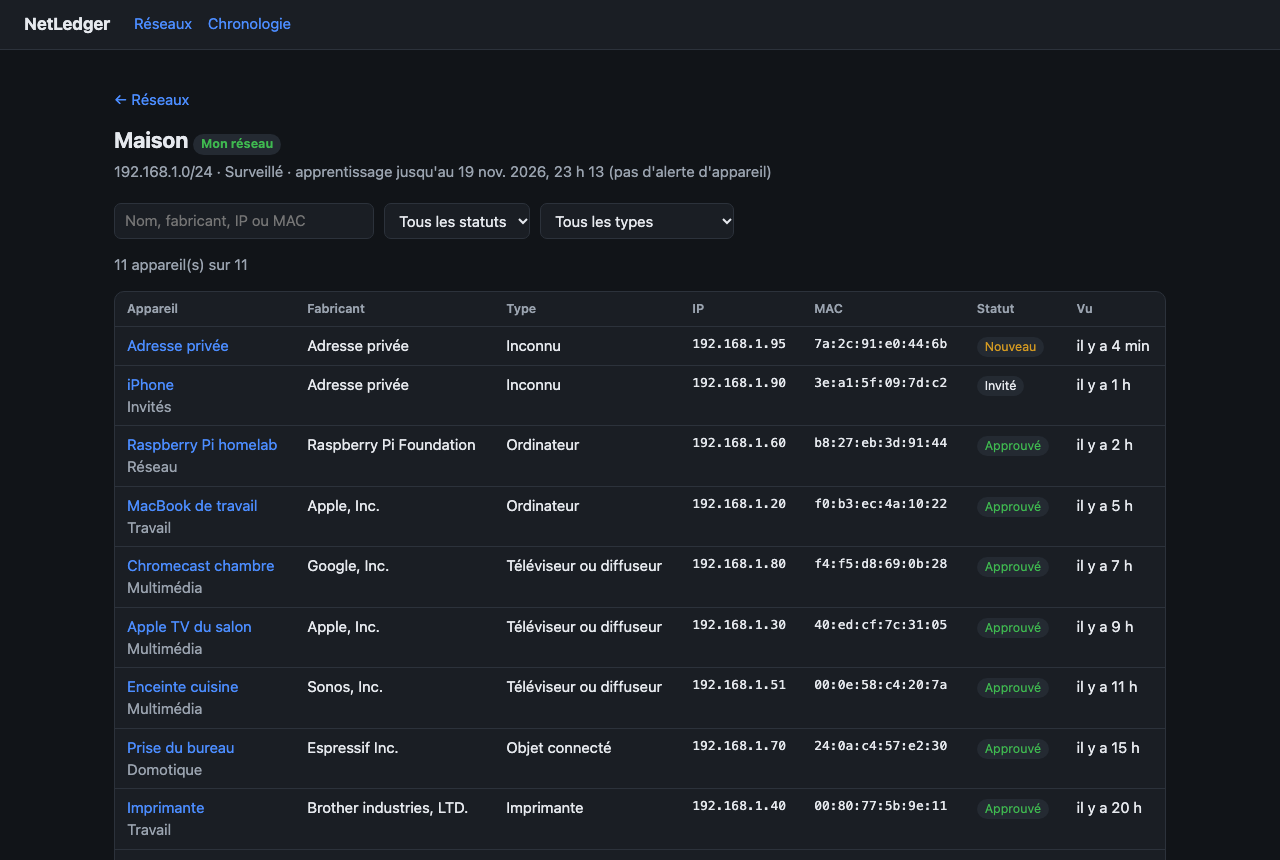 NetLedger Réseaux Chronologie
← Réseaux
Maison Mon réseau
192.168.1.0/24 · Surveillé · apprentissage jusqu'au 19 nov. 2026, 23 h 13 (pas d'alerte d'appareil)
Nom, fabricant, IP ou MAC Tous les statuts Tous les types
11 appareil(s) sur 11
Appareil Fabricant Type IP MAC Statut Vu
Adresse privée Adresse privée Inconnu 192.168.1.95 7a:2c:91:e0:44:6b Nouveau il y a 4 min
iPhone Adresse privée Inconnu 192.168.1.90 3e:a1:5f:09:7d:c2 Invité il y a 1 h
Invités
Raspberry Pi homelab Raspberry Pi Foundation Ordinateur 192.168.1.60 b8:27:eb:3d:91:44 Approuvé il y a 2 h
Réseau
MacBook de travail Apple, Inc. Ordinateur 192.168.1.20 f0:b3:ec:4a:10:22 Approuvé il y a 5 h
Travail
Chromecast chambre Google, Inc. Téléviseur ou diffuseur 192.168.1.80 f4:f5:d8:69:0b:28 Approuvé il y a 7 h
Multimédia
Apple TV du salon Apple, Inc. Téléviseur ou diffuseur 192.168.1.30 40:ed:cf:7c:31:05 Approuvé il y a 9 h
Multimédia
Enceinte cuisine Sonos, Inc. Téléviseur ou diffuseur 192.168.1.51 00:0e:58:c4:20:7a Approuvé il y a 11 h
Multimédia
Prise du bureau Espressif Inc. Objet connecté 192.168.1.70 24:0a:c4:57:e2:30 Approuvé il y a 15 h
Domotique
Imprimante Brother industries, LTD. Imprimante 192.168.1.40 00:80:77:5b:9e:11 Approuvé il y a 20 h
Travail